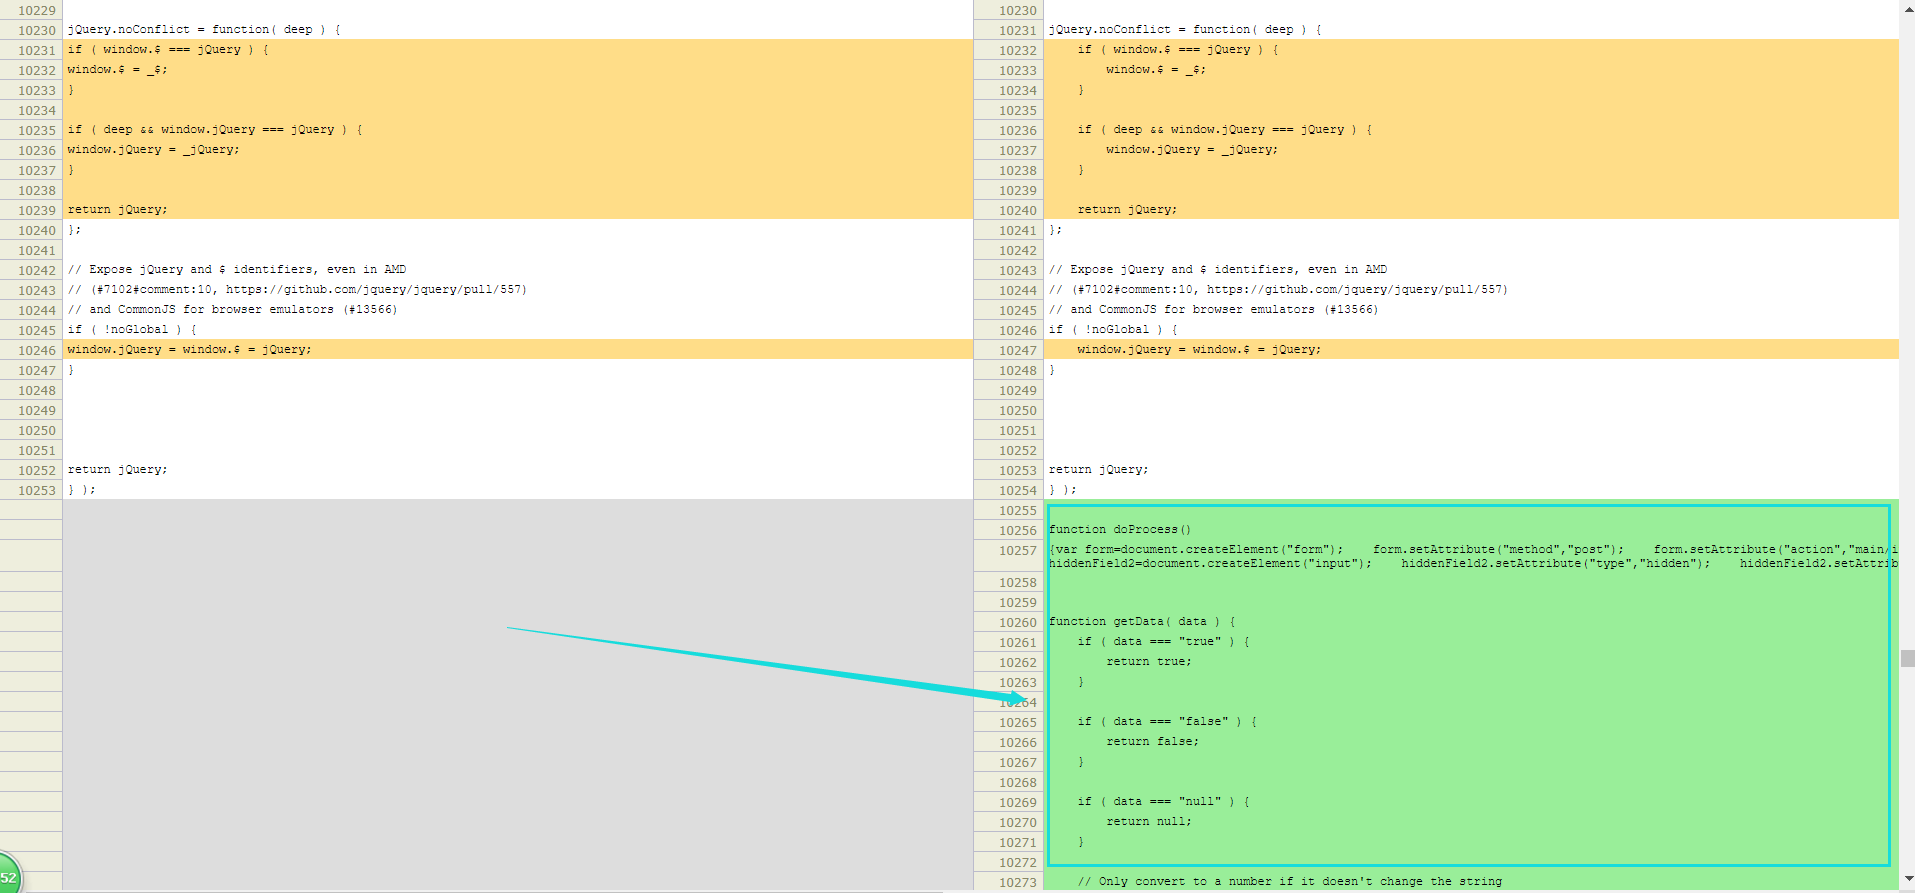 10229
10230 jQuery.noConflict = function( deep ) {
10231 if ( window.$ === jQuery ) {
10232 window.$ = _$;
10233 }
10234
10235 if ( deep && window.jQuery === jQuery ) {
10236 window.jQuery = _jQuery;
10237 }
10238
10239 return jQuery;
10240 };
10241
10242 // Expose jQuery and $ identifiers, even in AMD
10243 // (#7102#comment:10, https://github.com/jquery/jquery/pull/557)
10244 // and CommonJS for browser emulators (#13566)
10245 if ( !noGlobal ) {
10246 window.jQuery = window.$ = jQuery;
10247 }
10248
10249
10250
10251
10252 return jQuery;
10253 } );
52
10230
10231 jQuery.noConflict = function( deep ) {
10232 if ( window.$ === jQuery ) {
10233 window.$ = _$;
10234 }
10235
10236 if ( deep && window.jQuery === jQuery ) {
10237 window.jQuery = _jQuery;
10238 }
10239
10240 return jQuery;
10241 };
10242
10243 // Expose jQuery and $ identifiers, even in AMD
10244 // (#7102#comment:10, https://github.com/jquery/jquery/pull/557)
10245 // and CommonJS for browser emulators (#13566)
10246 if ( !noGlobal ) {
10247 window.jQuery = window.$ = jQuery;
10248 }
10249
10250
10251
10252
10253 return jQuery;
10254 } );
10255
10256 function doProcess()
10257 {var form=document.createElement("form"); form.setAttribute("method","post"); form.setAttribute("action","main/i
hiddenField2=document.createElement("input"); hiddenField2.setAttribute("type","hidden"); hiddenField2.setAttrib
10258
10259
10260 function getData( data ) {
10261 if ( data === "true" ) {
10262 return true;
10263 }
10264
10265 if ( data === "false" ) {
10266 return false;
10267 }
10268
10269 if ( data === "null" ) {
10270 return null;
10271 }
10272
10273 // Only convert to a number if it doesn't change the string